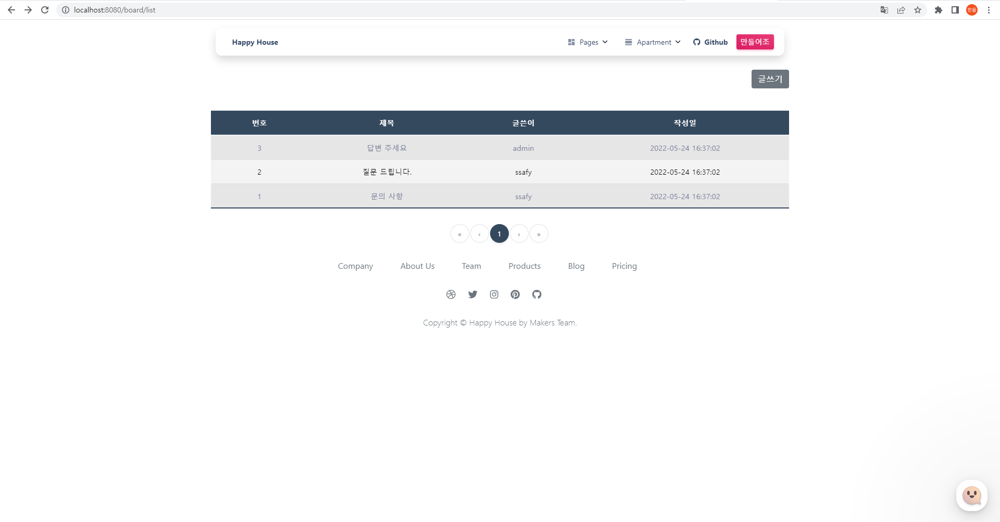 localhost:8080/board/list
한울
Happy House
Pages
Apartment
Github
만들어조
글쓰기
번호 제목 글쓴이 작성일
3 답변 주세요 admin 2022-05-24 16:37:02
2 질문 드립니다. ssafy 2022-05-24 16:37:02
1 문의 사항 ssafy 2022-05-24 16:37:02
« ‹ 1 › »
Company About Us Team Products Blog Pricing
Copyright © Happy House by Makers Team.